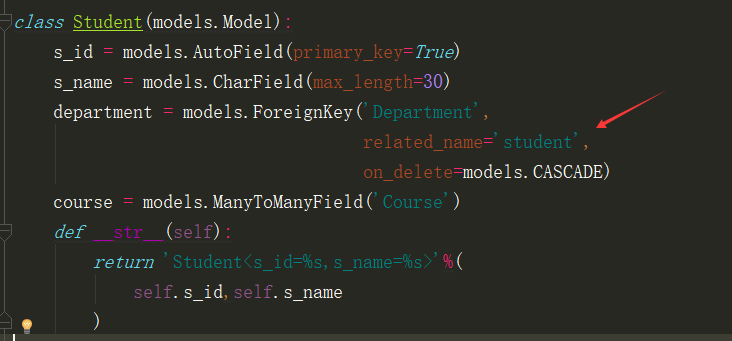 class Student(models.Model):
    s_id = models.AutoField(primary_key=True)
    s_name = models.CharField(max_length=30)
    department = models.ForeignKey('Department',
                                   related_name='student',
                                   on_delete=models.CASCADE)
    course = models.ManyToManyField('Course')
    def __str__(self):
        return 'Student<s_id=%s,s_name=%s>'%(
            self.s_id,self.s_name
        )